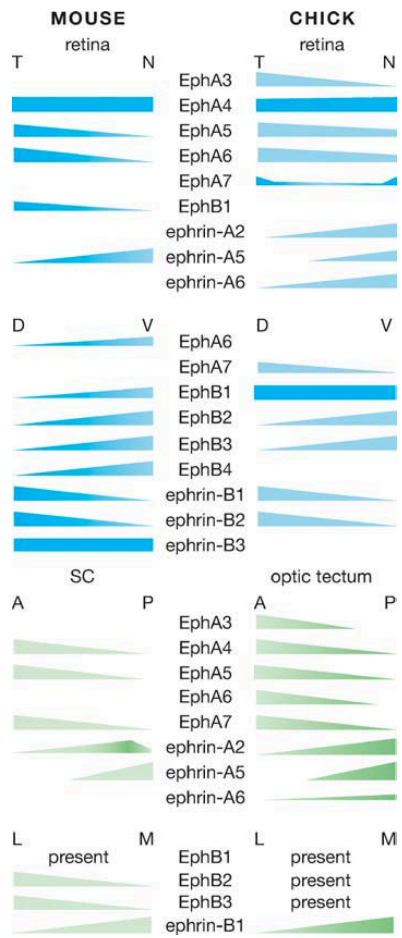 MOUSE CHICK
retina retina
T N T N
EphA3
EphA4
EphA5
EphA6
EphA7
EphB1
ephrin-A2
ephrin-A5
ephrin-A6
D V D V
EphA6
EphA7
EphB1
EphB2
EphB3
EphB4
ephrin-B1
ephrin-B2
ephrin-B3
SC optic tectum
A P A P
EphA3
EphA4
EphA5
EphA6
EphA7
ephrin-A2
ephrin-A5
ephrin-A6
L M L M
present EphB1 present
EphB2 present
EphB3 present
ephrin-B1